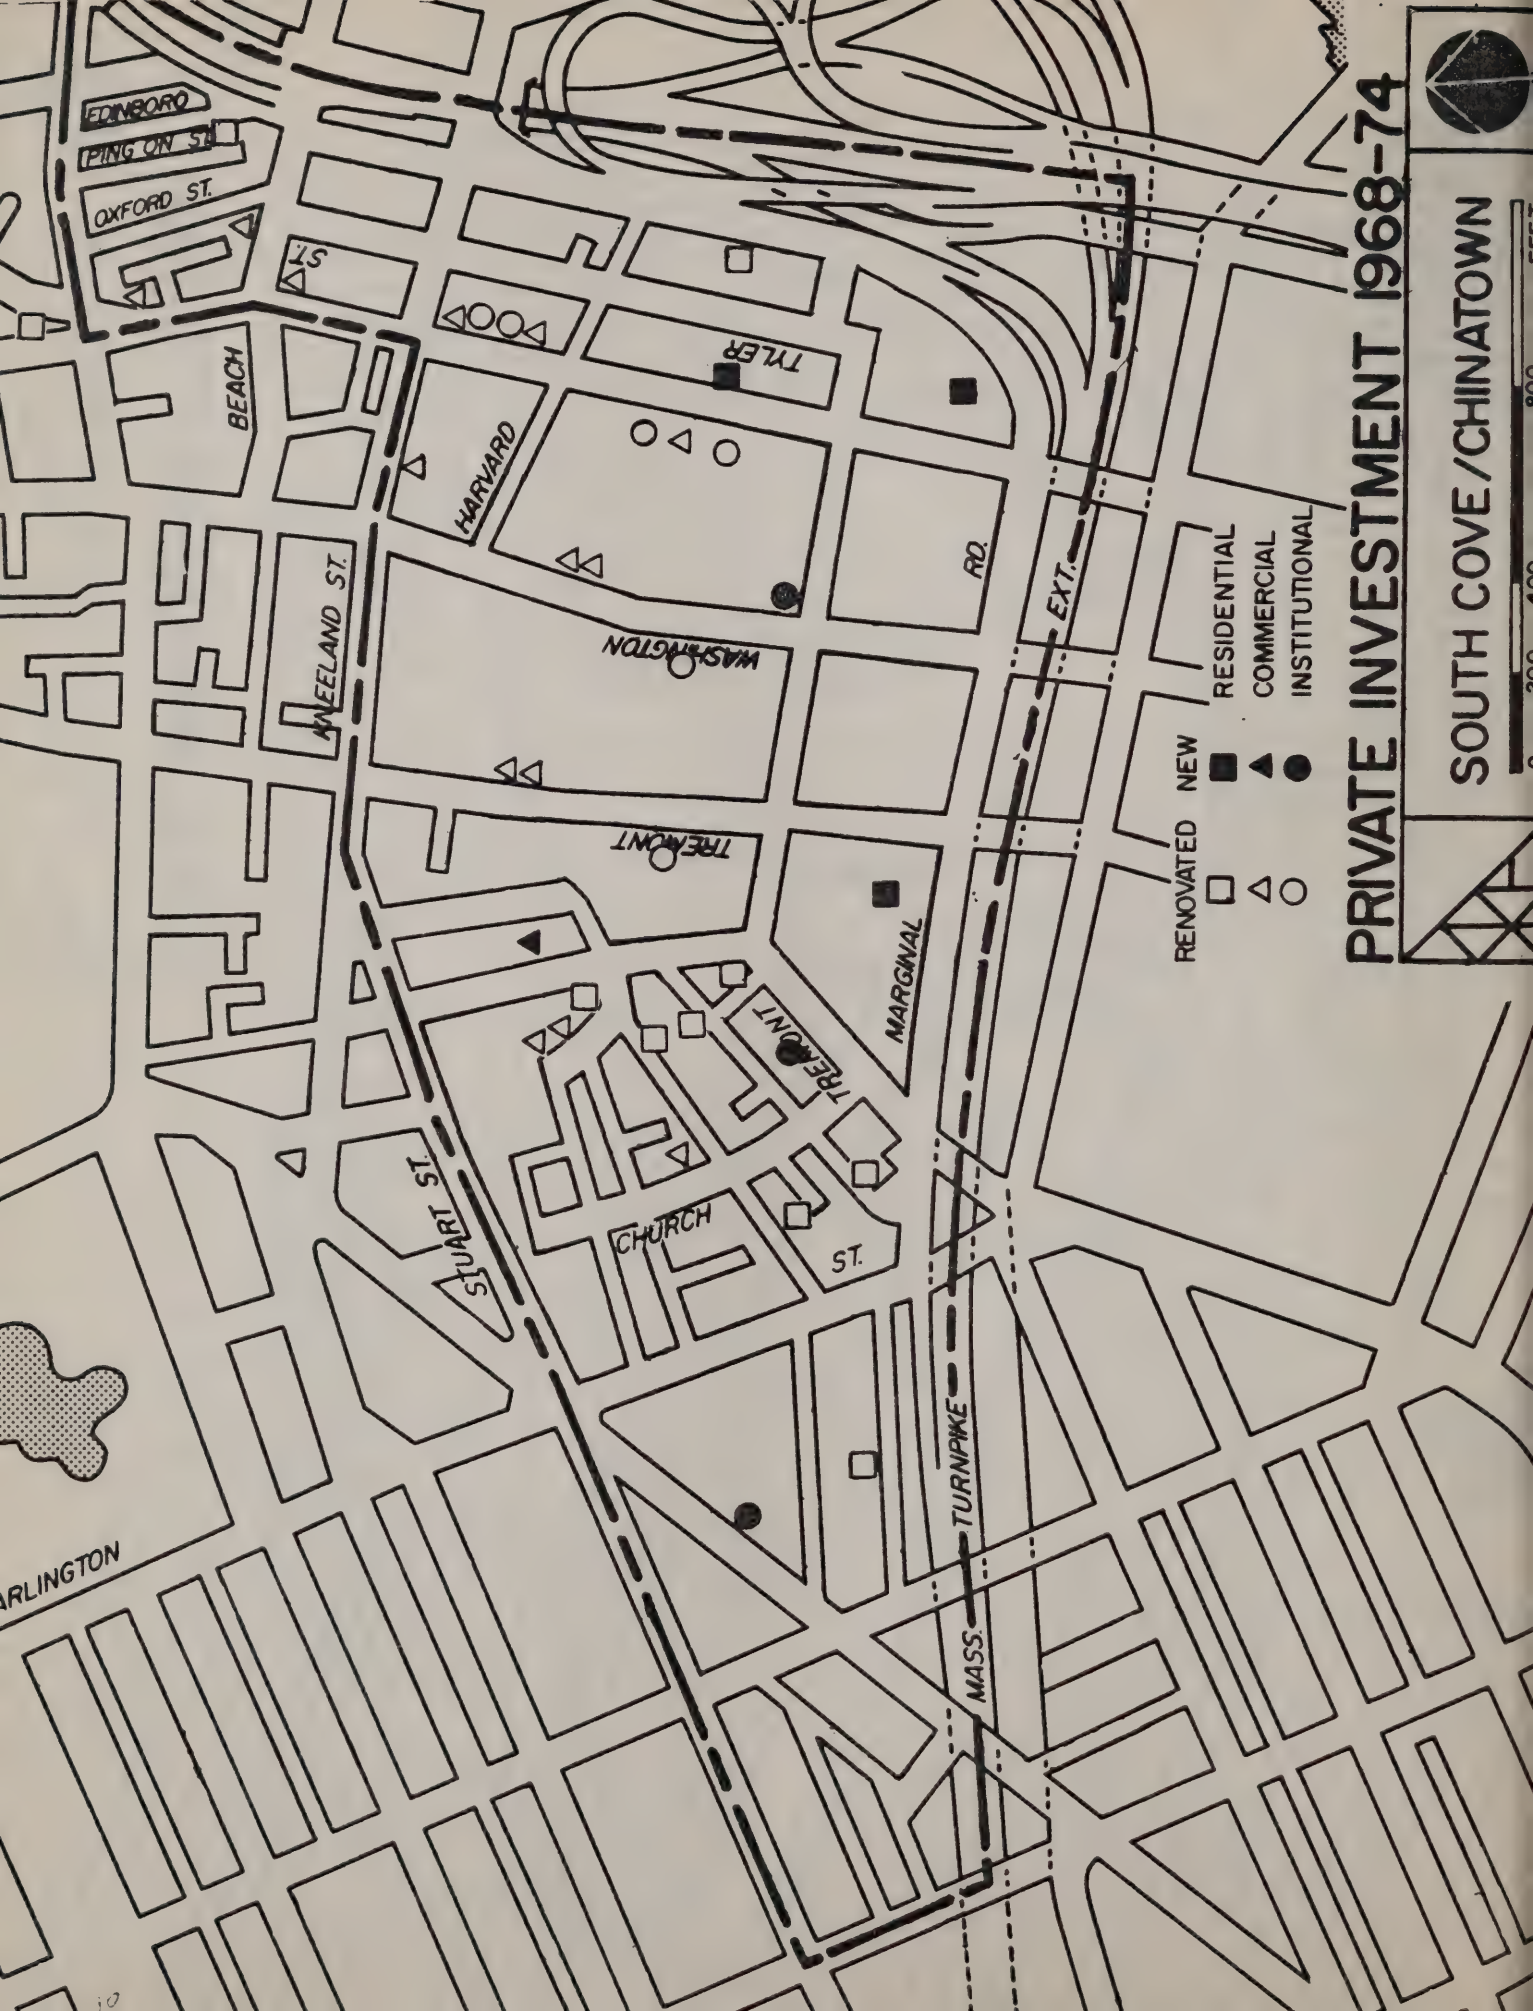 EDINBORO
PING ON ST.
OXFORD ST.
ST.
BEACH
TYLER
HARVARD
KNEELAND ST.
WASHINGTON
RD.
EXT.
TREMONT
MARGINAL
TREMONT
STUART ST.
CHURCH
ST.
TURNPIKE
MASS.
ARLINGTON
RENOVATED NEW
RESIDENTIAL
COMMERCIAL
INSTITUTIONAL
PRIVATE INVESTMENT 1968-74
SOUTH COVE/CHINATOWN